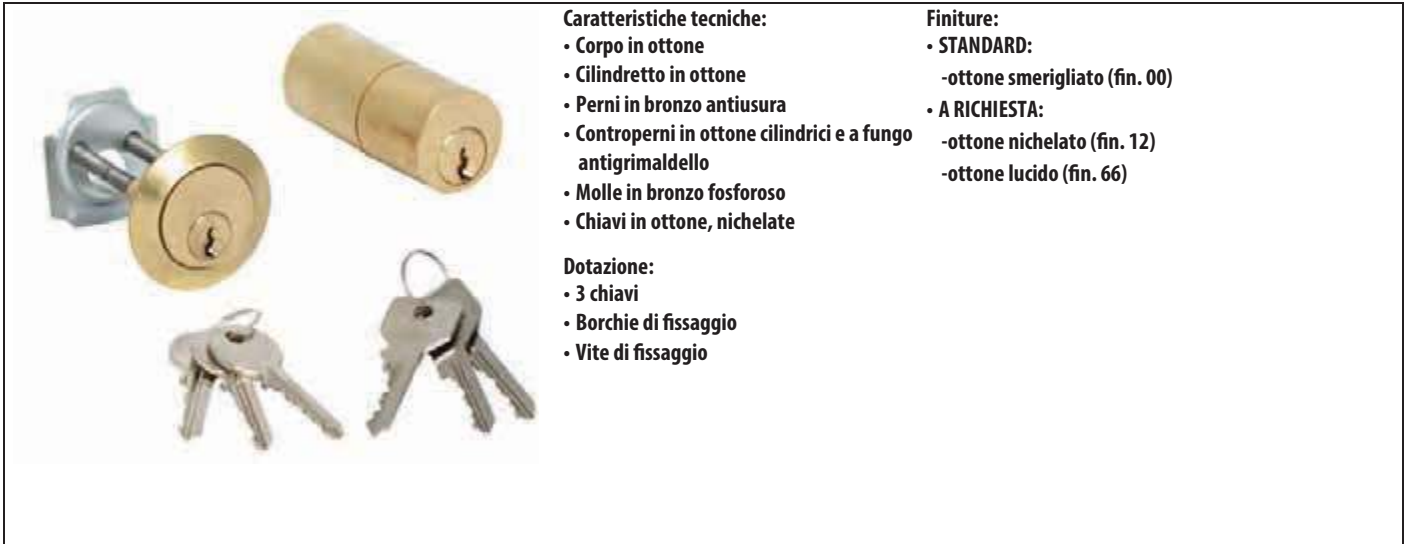 Caratteristiche tecniche:
• Corpo in ottone
• Cilindretto in ottone
• Perni in bronzo antiusura
• Controperni in ottone cilindrici e a fungo
antigrimaldello
• Molle in bronzo fosforoso
• Chiavi in ottone, nichelate
Dotazione:
• 3 chiavi
• Borchie di fissaggio
• Vite di fissaggio
Finiture:
• STANDARD:
-ottone smerigliato (fin. 00)
• A RICHIESTA:
-ottone nichelato (fin. 12)
-ottone lucido (fin. 66)